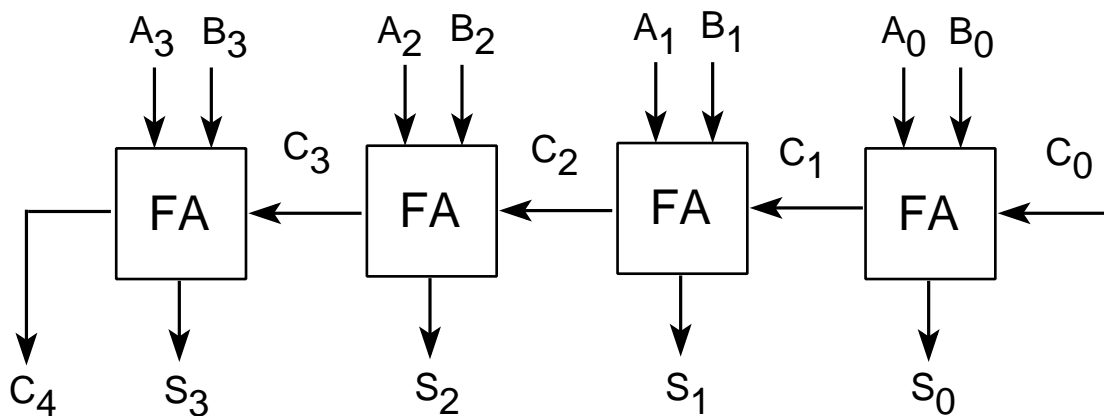 A3 B3 A2 B2 A1 B1 A0 B0
C3 C2 C1 C0
FA FA FA FA
C4 S3 S2 S1 S0